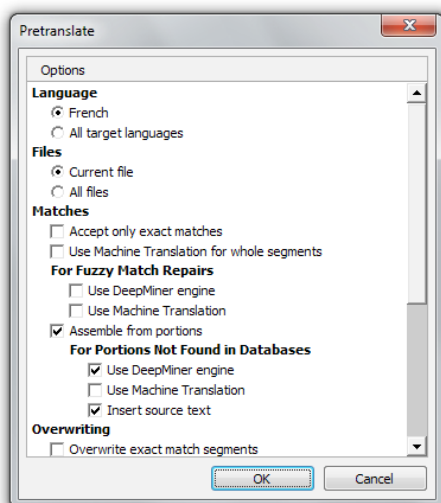 Pretranslate
Options
Language
French
All target languages
Files
Current file
All files
Matches
Accept only exact matches
Use Machine Translation for whole segments
For Fuzzy Match Repairs
Use DeepMiner engine
Use Machine Translation
Assemble from portions
For Portions Not Found in Databases
Use DeepMiner engine
Use Machine Translation
Insert source text
Overwriting
Overwrite exact match segments
OK Cancel